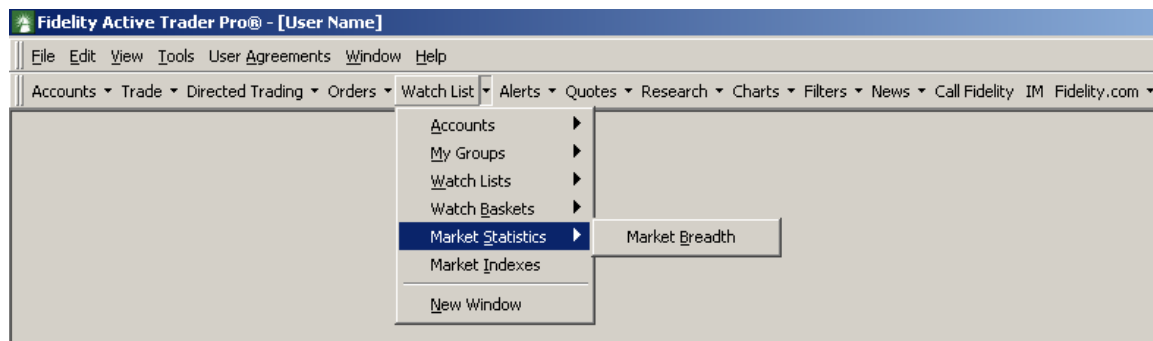 Fidelity Active Trader Pro® - [User Name]
File Edit View Tools User Agreements Window Help
Accounts Trade Directed Trading Orders Watch List Alerts Quotes Research Charts Filters News Call Fidelity IM Fidelity.com
Accounts
My Groups
Watch Lists
Watch Baskets
Market Statistics Market Breadth
Market Indexes
New Window